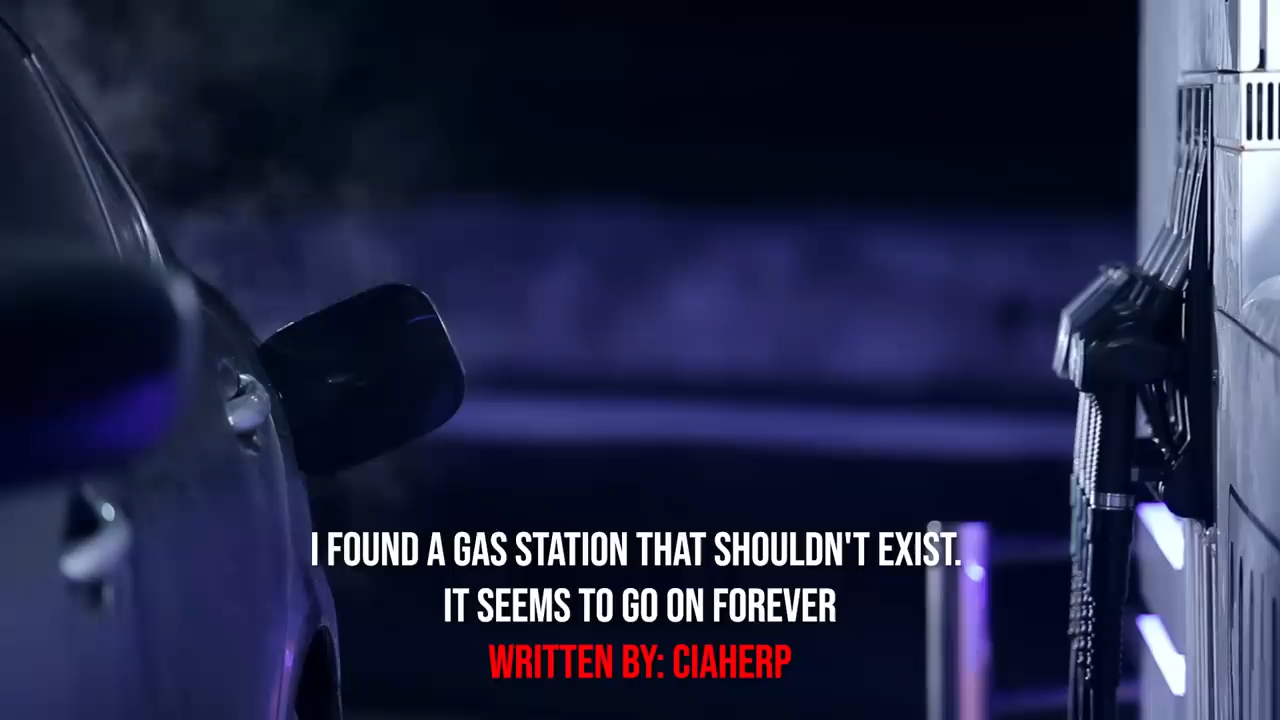 I FOUND A GAS STATION THAT SHOULDN'T EXIST.
IT SEEMS TO GO ON FOREVER
WRITTEN BY: CIAHERP